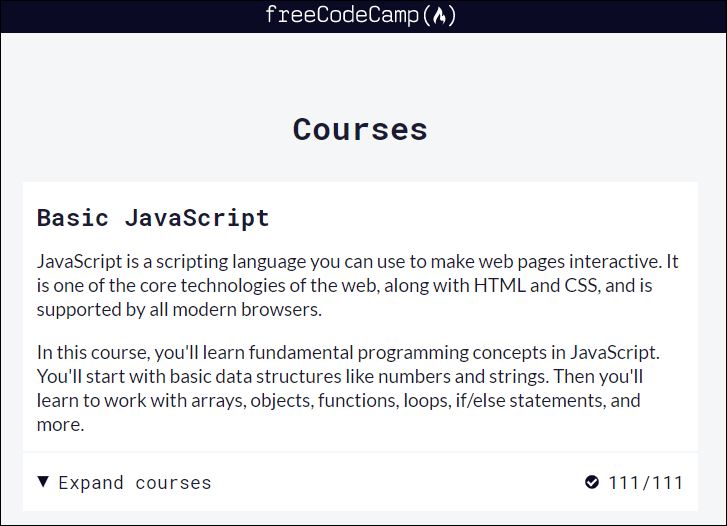 freeCodeCamp(🔥)
Courses
Basic JavaScript
JavaScript is a scripting language you can use to make web pages interactive. It
is one of the core technologies of the web, along with HTML and CSS, and is
supported by all modern browsers.
In this course, you'll learn fundamental programming concepts in JavaScript.
You'll start with basic data structures like numbers and strings. Then you'll
learn to work with arrays, objects, functions, loops, if/else statements, and
more.
Expand courses 111/111